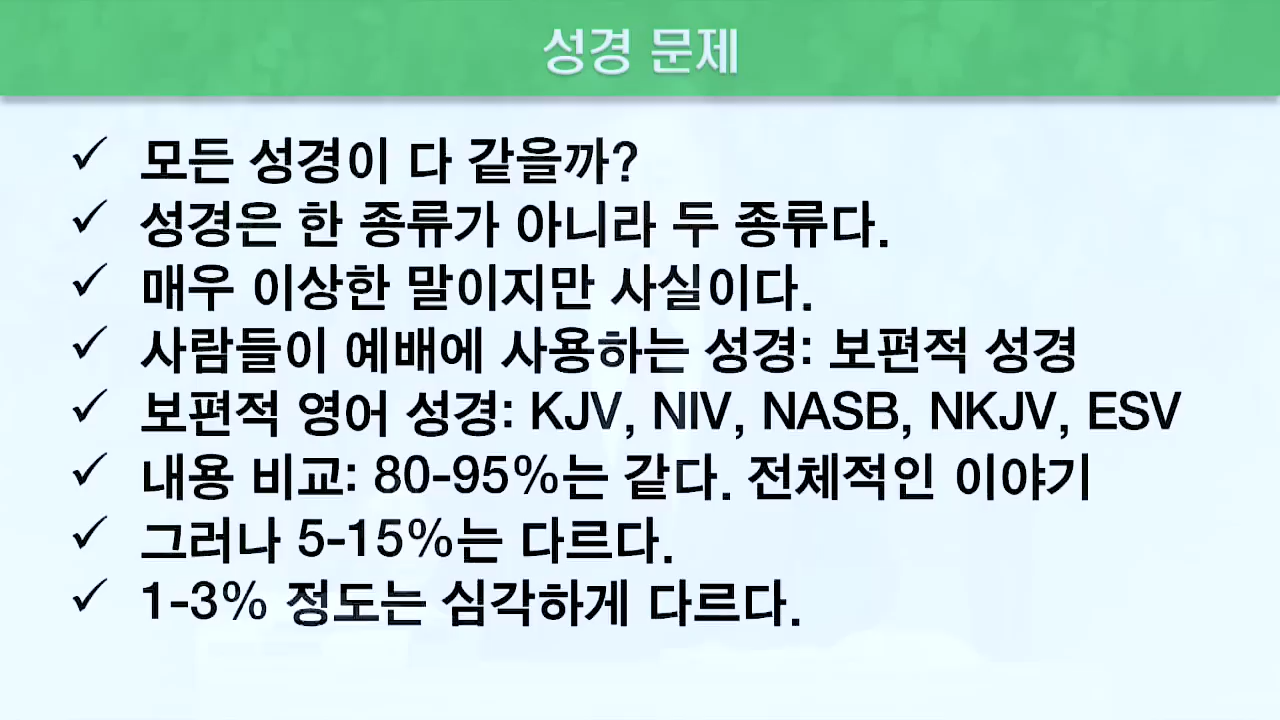 성경 문제
✓ 모든 성경이 다 같을까?
✓ 성경은 한 종류가 아니라 두 종류다.
✓ 매우 이상한 말이지만 사실이다.
✓ 사람들이 예배에 사용하는 성경: 보편적 성경
✓ 보편적 영어 성경: KJV, NIV, NASB, NKJV, ESV
✓ 내용 비교: 80-95%는 같다. 전체적인 이야기
✓ 그러나 5-15%는 다르다.
✓ 1-3% 정도는 심각하게 다르다.